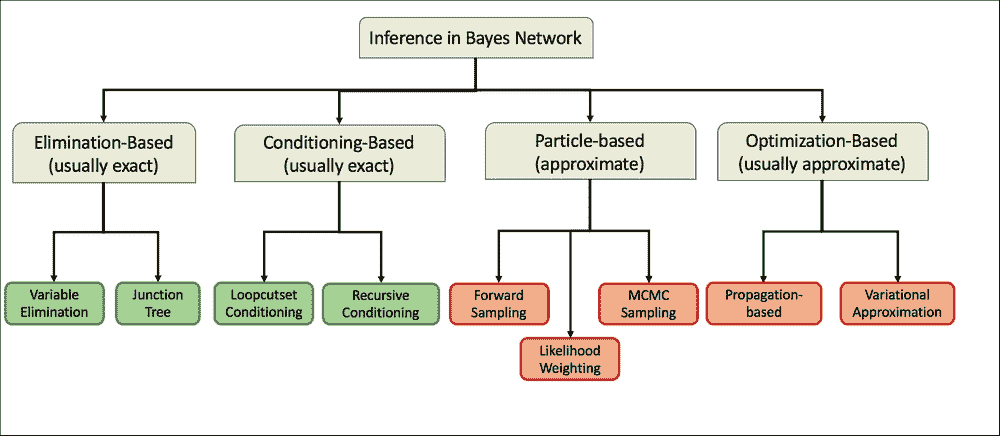 Inference in Bayes Network
Elimination-Based
(usually exact)
Conditioning-Based
(usually exact)
Particle-based
(approximate)
Optimization-Based
(usually approximate)
Variable
Elimination
Junction
Tree
Loopcutset
Conditioning
Recursive
Conditioning
Forward
Sampling
Likelihood
Weighting
MCMC
Sampling
Propagation-
based
Variational
Approximation